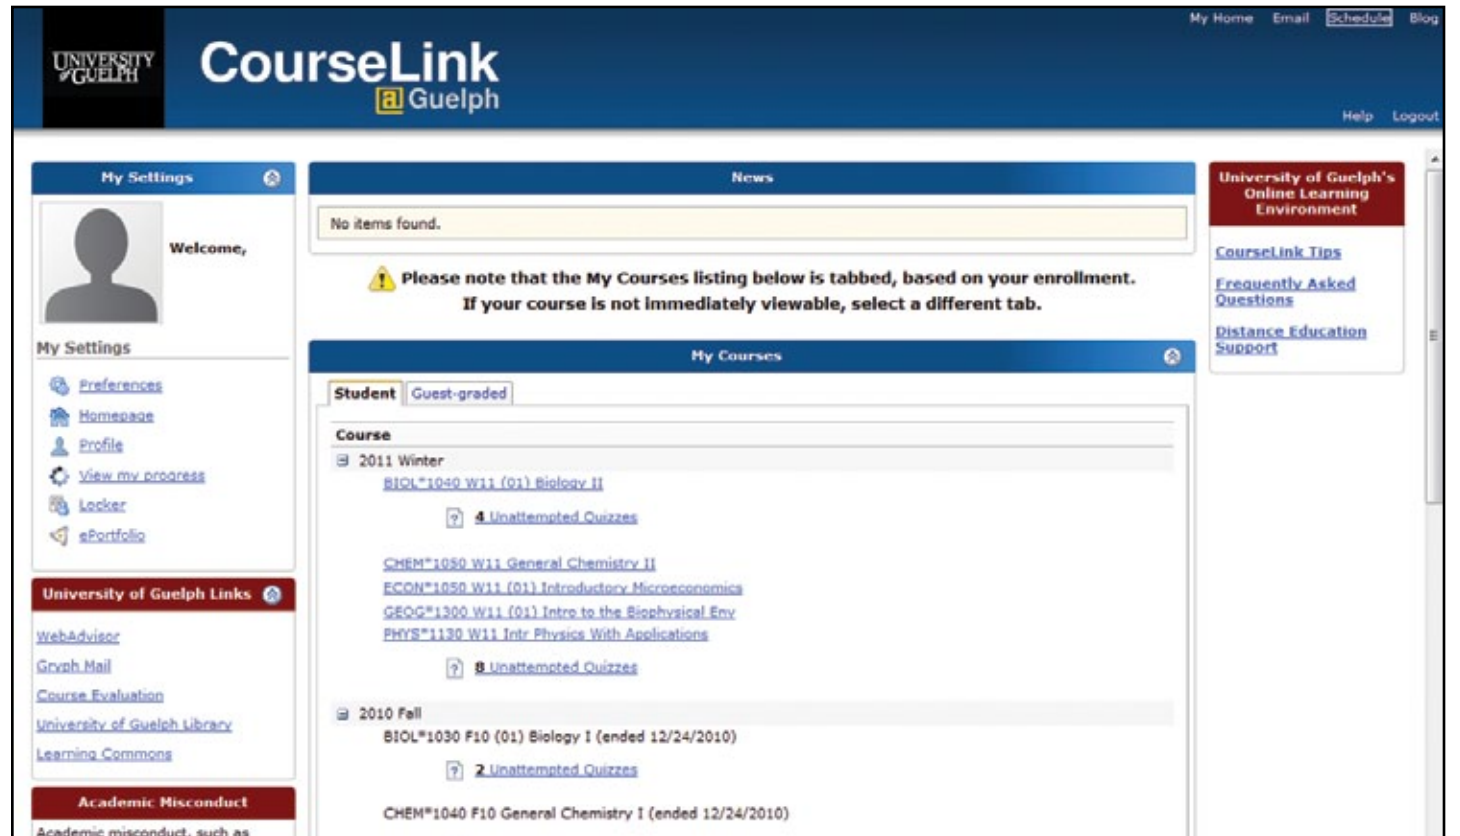 My Home Email Schedule Blog
UNIVERSITY
of GUELPH
CourseLink
@ Guelph
Help Logout
My Settings
Welcome,
My Settings
Preferences
Homepage
Profile
View my progress
Locker
ePortfolio
University of Guelph Links
WebAdvisor
Gryph Mail
Course Evaluation
University of Guelph Library
Learning Commons
Academic Misconduct
Academic misconduct, such as
News
No items found.
Please note that the My Courses listing below is tabbed, based on your enrollment.
If your course is not immediately viewable, select a different tab.
My Courses
Student Guest-graded
Course
2011 Winter
BIOL*1040 W11 (01) Biology II
4 Unattempted Quizzes
CHEM*1050 W11 General Chemistry II
ECON*1050 W11 (01) Introductory Microeconomics
GEOG*1300 W11 (01) Intro to the Biophysical Env
PHYS*1130 W11 Intr Physics With Applications
8 Unattempted Quizzes
2010 Fall
BIOL*1030 F10 (01) Biology I (ended 12/24/2010)
2 Unattempted Quizzes
CHEM*1040 F10 General Chemistry I (ended 12/24/2010)
University of Guelph's
Online Learning
Environment
CourseLink Tips
Frequently Asked
Questions
Distance Education
Support